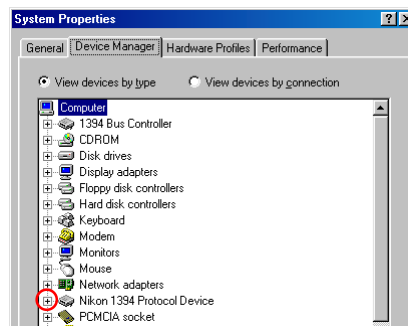 System Properties
General Device Manager Hardware Profiles Performance
View devices by type View devices by connection
Computer
1394 Bus Controller
CDROM
Disk drives
Display adapters
Floppy disk controllers
Hard disk controllers
Keyboard
Modem
Monitors
Mouse
Network adapters
Nikon 1394 Protocol Device
PCMCIA socket